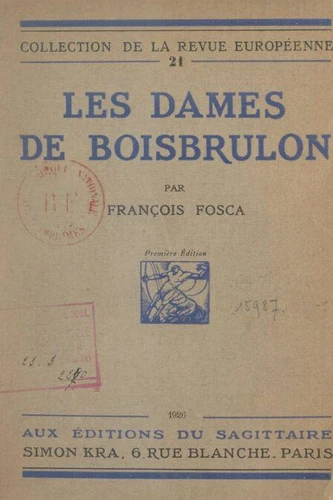 COLLECTION DE LA REVUE EUROPÉENNE
21
LES DAMES
DE BOISBRULON
PAR
FRANÇOIS FOSCA
Première Édition
15987.
1926
AUX ÉDITIONS DU SAGITTAIRE
SIMON KRA, 6, RUE BLANCHE. PARIS